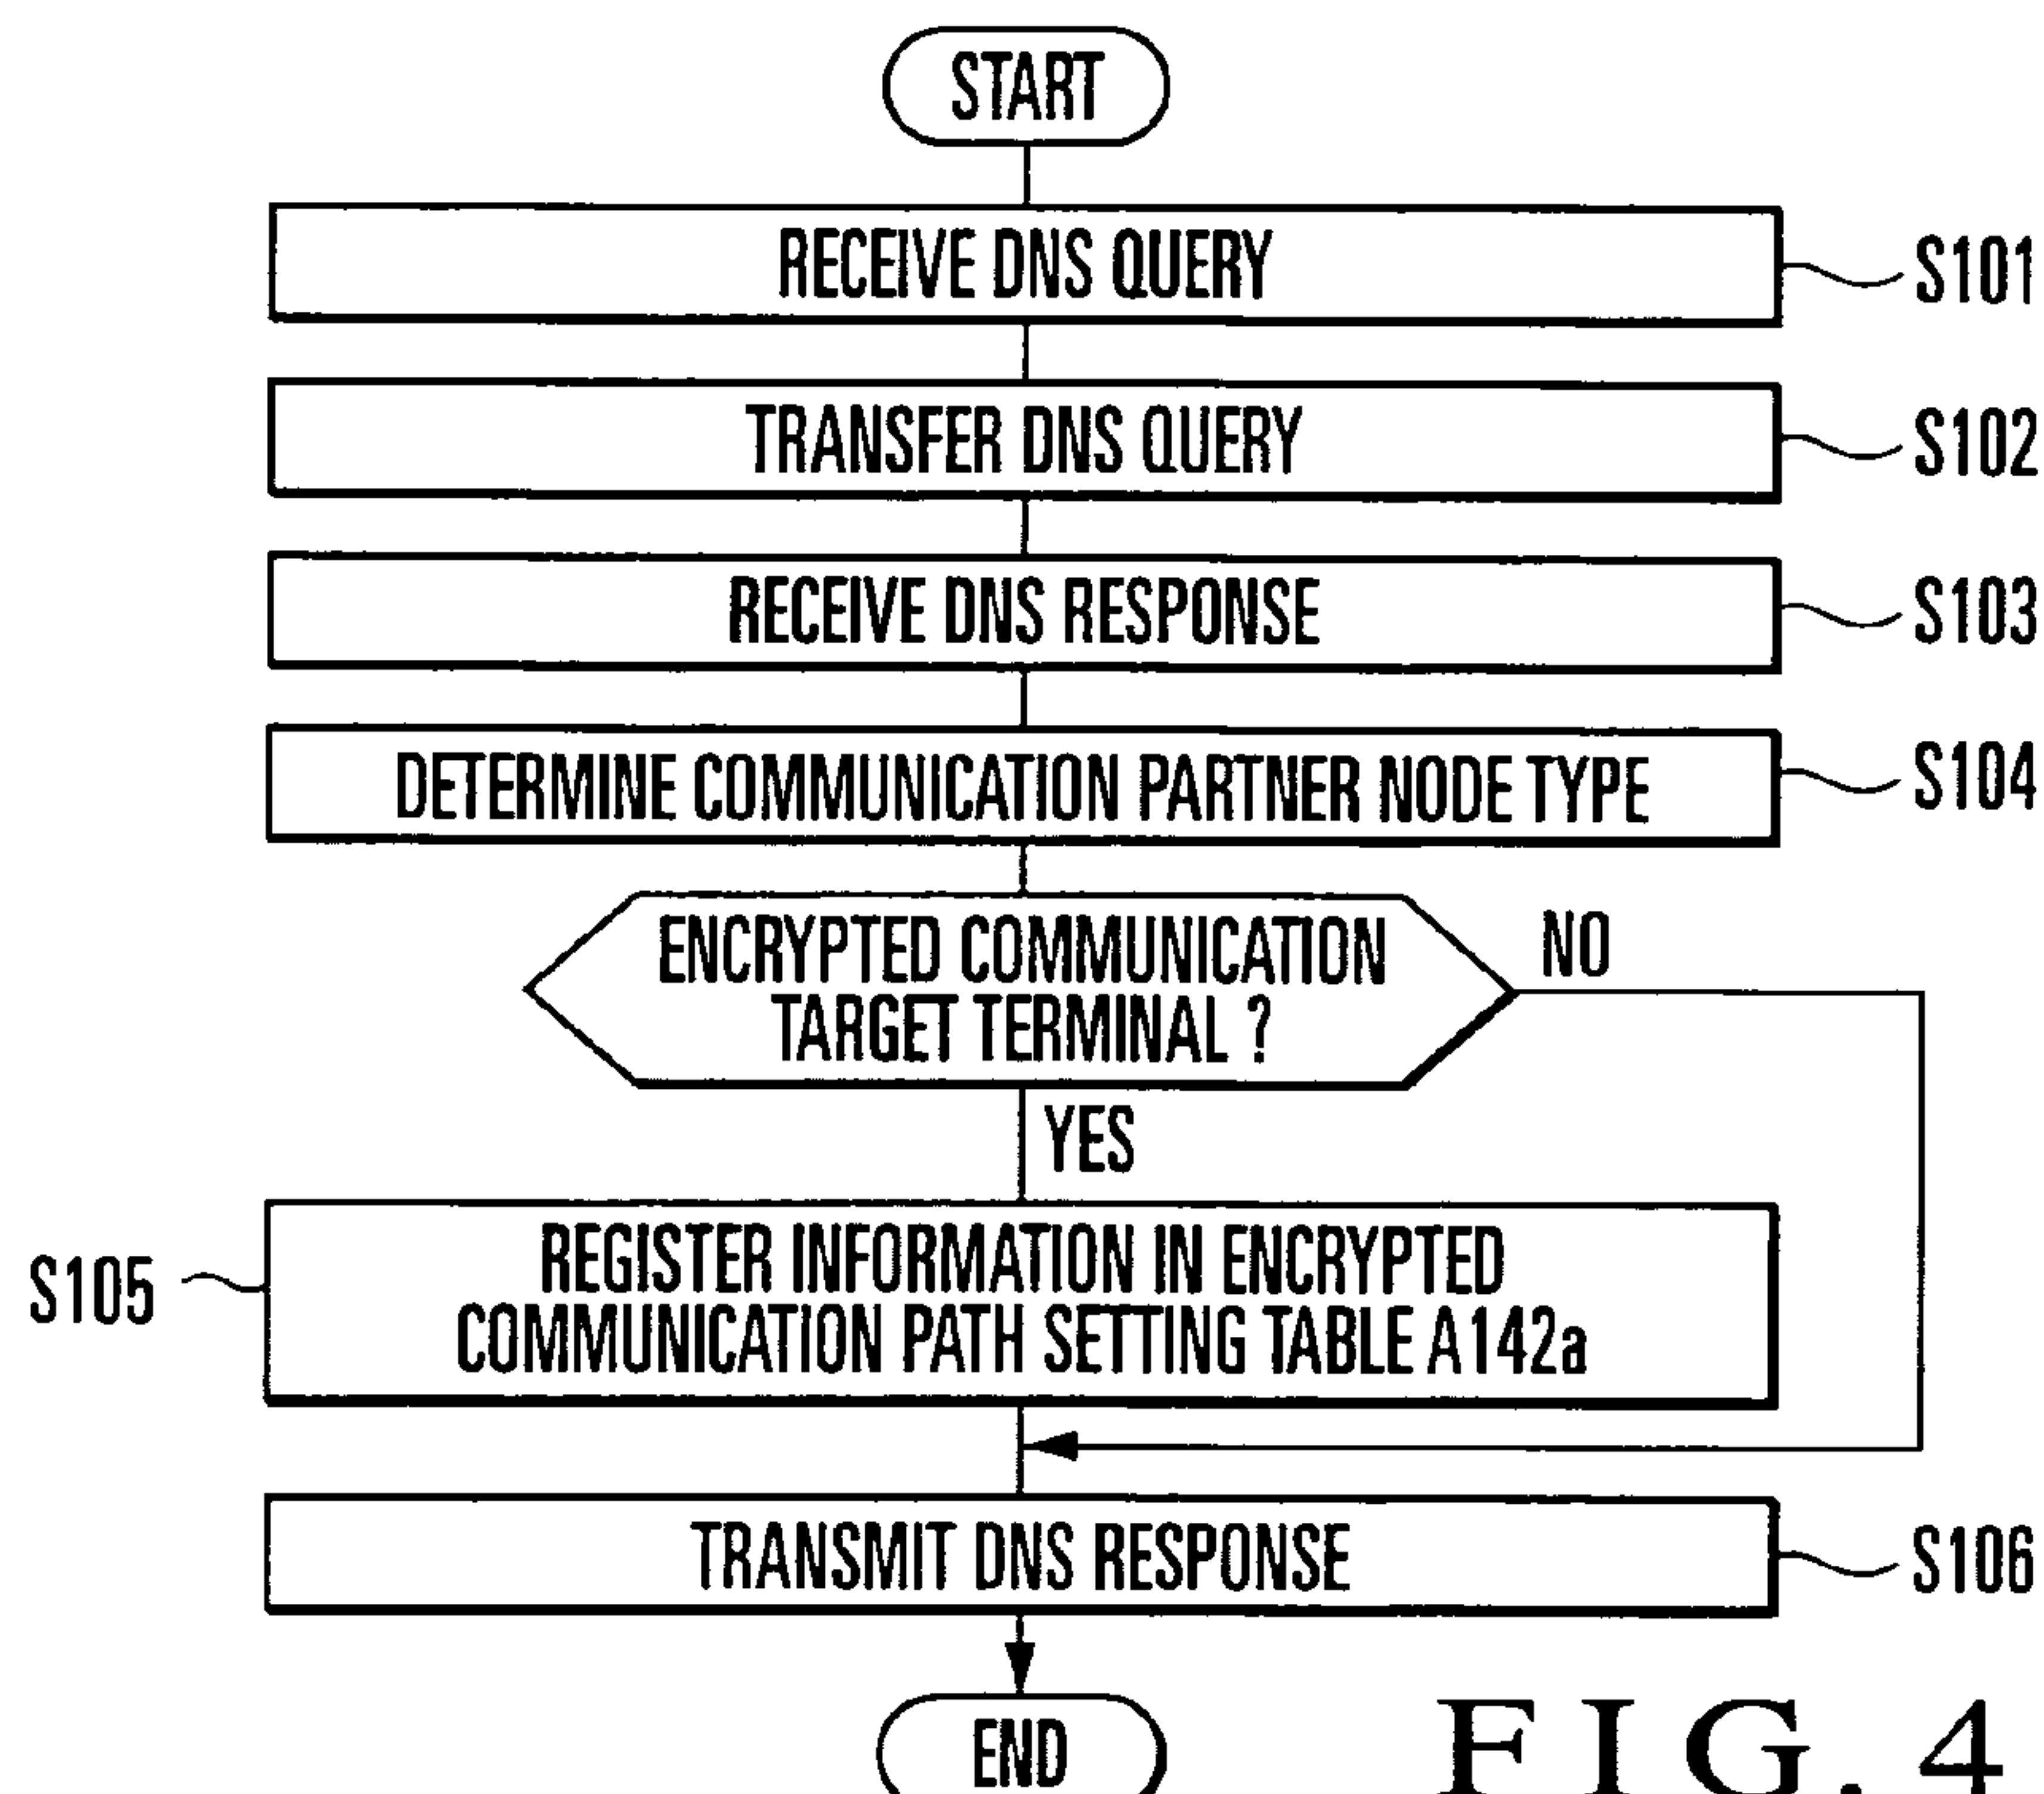 START
RECEIVE DNS QUERY
S101
TRANSFER DNS QUERY
S102
RECEIVE DNS RESPONSE
S103
DETERMINE COMMUNICATION PARTNER NODE TYPE
S104
ENCRYPTED COMMUNICATION
TARGET TERMINAL ?
NO
YES
REGISTER INFORMATION IN ENCRYPTED
COMMUNICATION PATH SETTING TABLE A142a
S105
TRANSMIT DNS RESPONSE
S106
END
FIG. 4